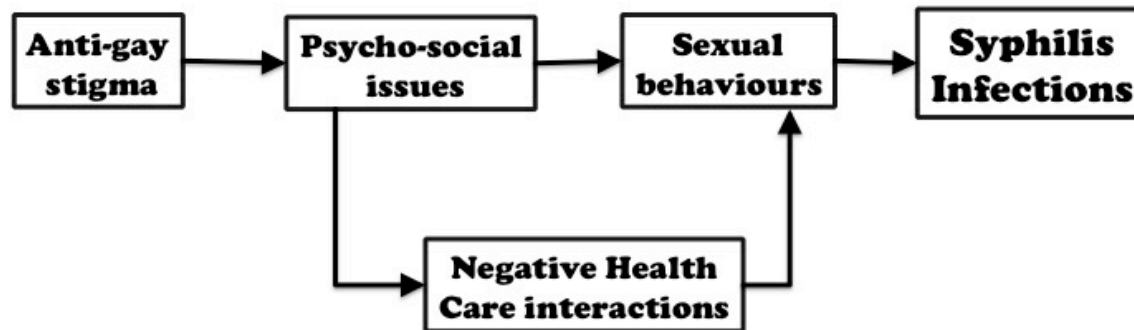 Anti-gay
stigma
Psycho-social
issues
Sexual
behaviours
Syphilis
Infections
Negative Health
Care interactions